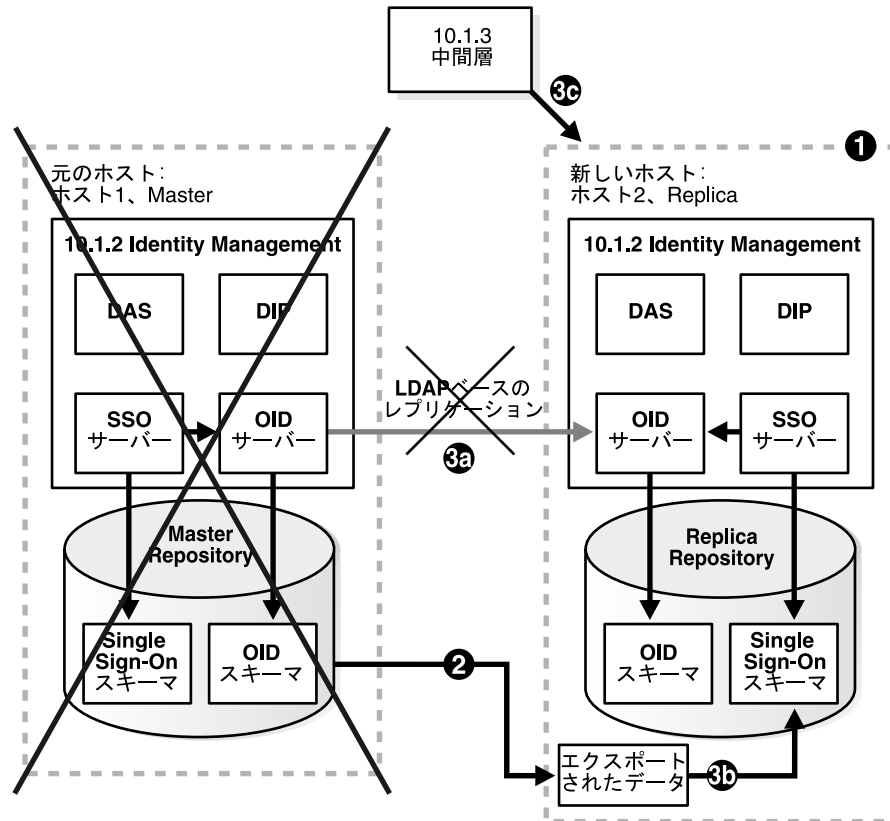 10.1.3
中間層
3c
1
元のホスト:
ホスト1、Master
10.1.2 Identity Management
DAS
DIP
SSO
サーバー
OID
サーバー
Master
Repository
Single
Sign-On
スキーマ
OID
スキーマ
LDAPベースの
レプリケーション
3a
2
新しいホスト:
ホスト2、Replica
10.1.2 Identity Management
DAS
DIP
OID
サーバー
SSO
サーバー
Replica
Repository
OID
スキーマ
Single
Sign-On
スキーマ
エクスポート
されたデータ
3b